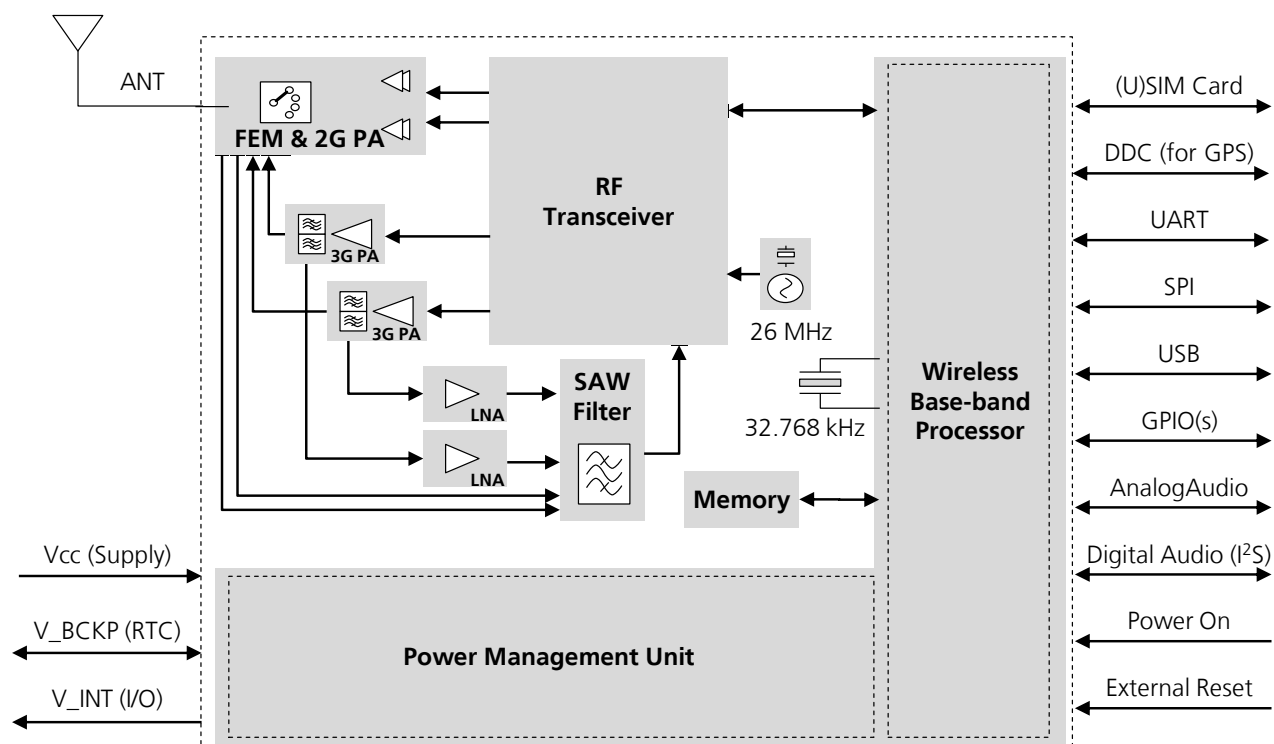 ANT
FEM & 2G PA
RF
Transceiver
3G PA
3G PA
26 MHz
LNA
LNA
SAW
Filter
32.768 kHz
Memory
Wireless
Base-band
Processor
Power Management Unit
Vcc (Supply)
V_BCKP (RTC)
V_INT (I/O)
(U)SIM Card
DDC (for GPS)
UART
SPI
USB
GPIO(s)
AnalogAudio
Digital Audio (I²S)
Power On
External Reset